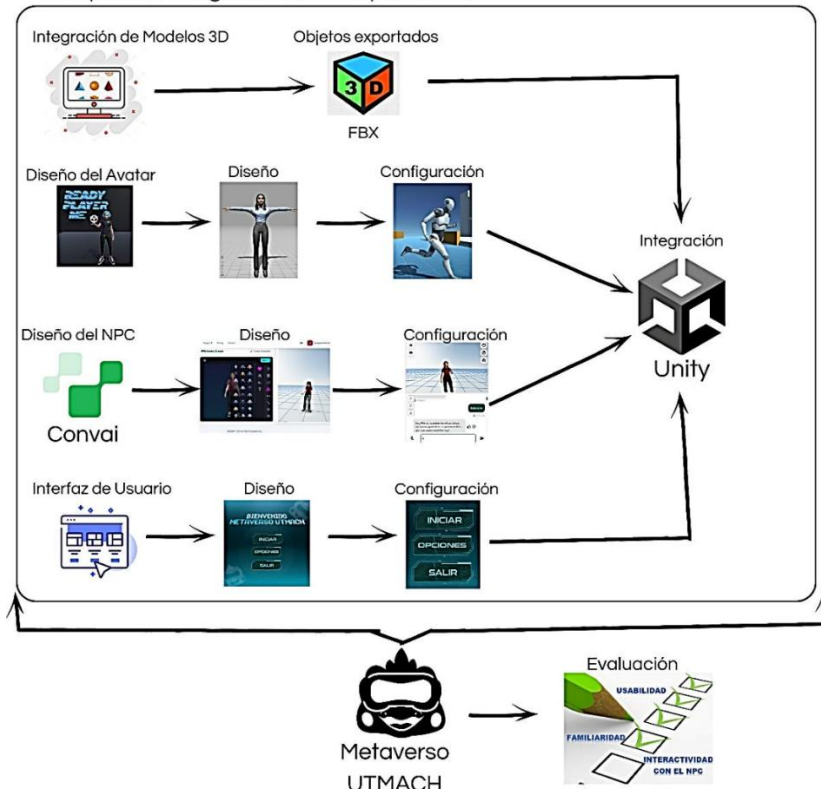 Integración de Modelos 3D
Objetos exportados
3 D
FBX
Diseño del Avatar
Diseño
Configuración
READY
PLAYER
ME
Integración
Unity
Diseño del NPC
Diseño
Configuración
Convai
Interfaz de Usuario
Diseño
Configuración
BIENVENIDO
METAVERSO UTMACH
INICIAR
OPCIONES
SALIR
INICIAR
OPCIONES
SALIR
Metaverso
UTMACH
Evaluación
USABILIDAD
FAMILIARIDAD
INTERACTIVIDAD
CON EL NPC